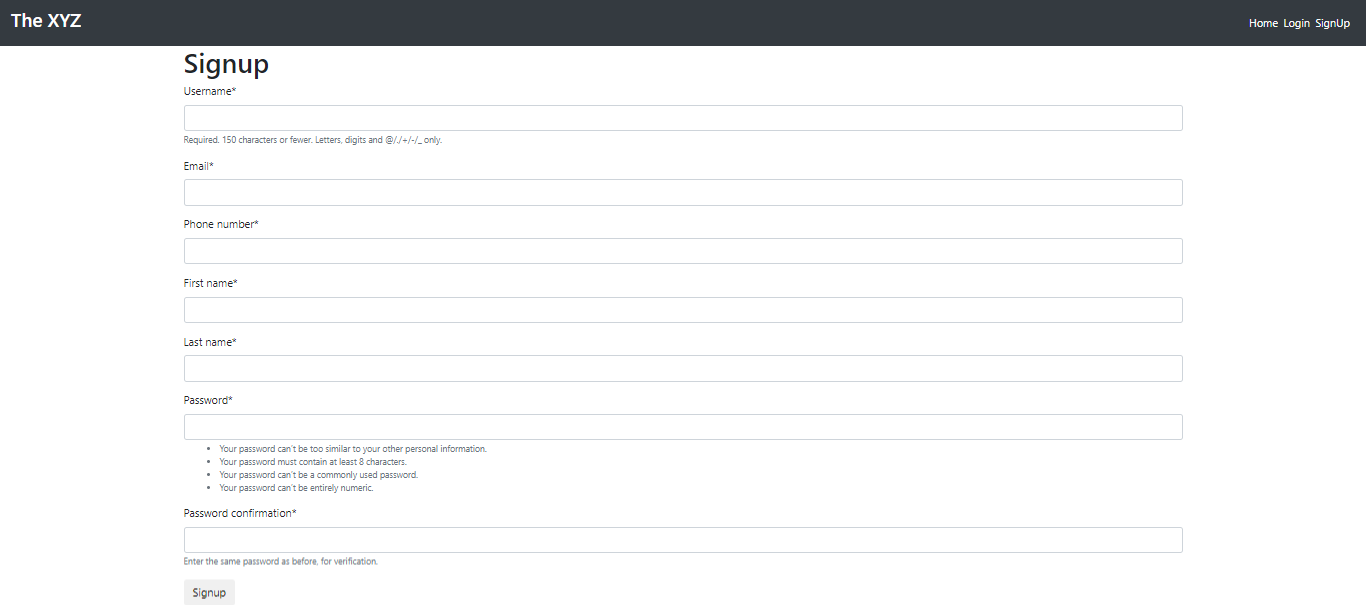 The XYZ
Home Login SignUp
Signup
Username*
Required. 150 characters or fewer. Letters, digits and @/./+/-/_ only.
Email*
Phone number*
First name*
Last name*
Password*
• Your password can't be too similar to your other personal information.
• Your password must contain at least 8 characters.
• Your password can't be a commonly used password.
• Your password can't be entirely numeric.
Password confirmation*
Enter the same password as before, for verification.
Signup